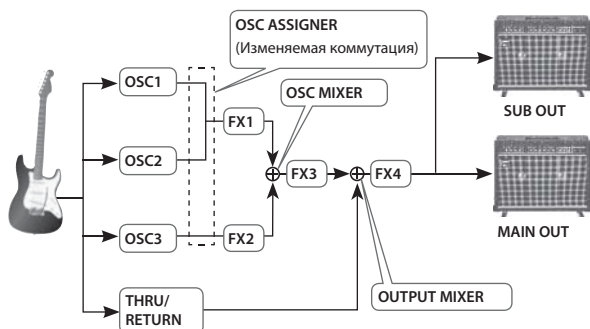 OSC ASSIGNER
(Изменяемая коммутация)
OSC1
OSC MIXER
FX1
SUB OUT
OSC2
FX3
FX4
OSC3
FX2
MAIN OUT
THRU/
RETURN
OUTPUT MIXER